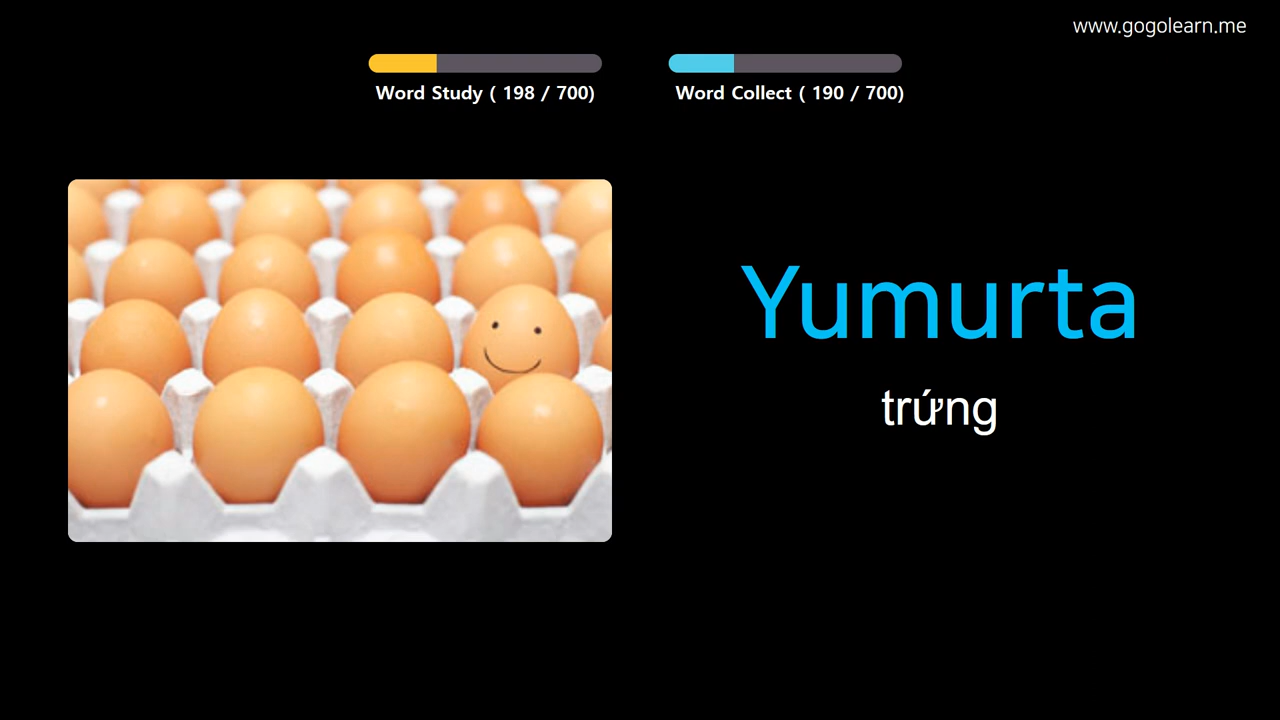 www.gogolearn.me
Word Study ( 198 / 700)
Word Collect ( 190 / 700)
Yumurta
trứng